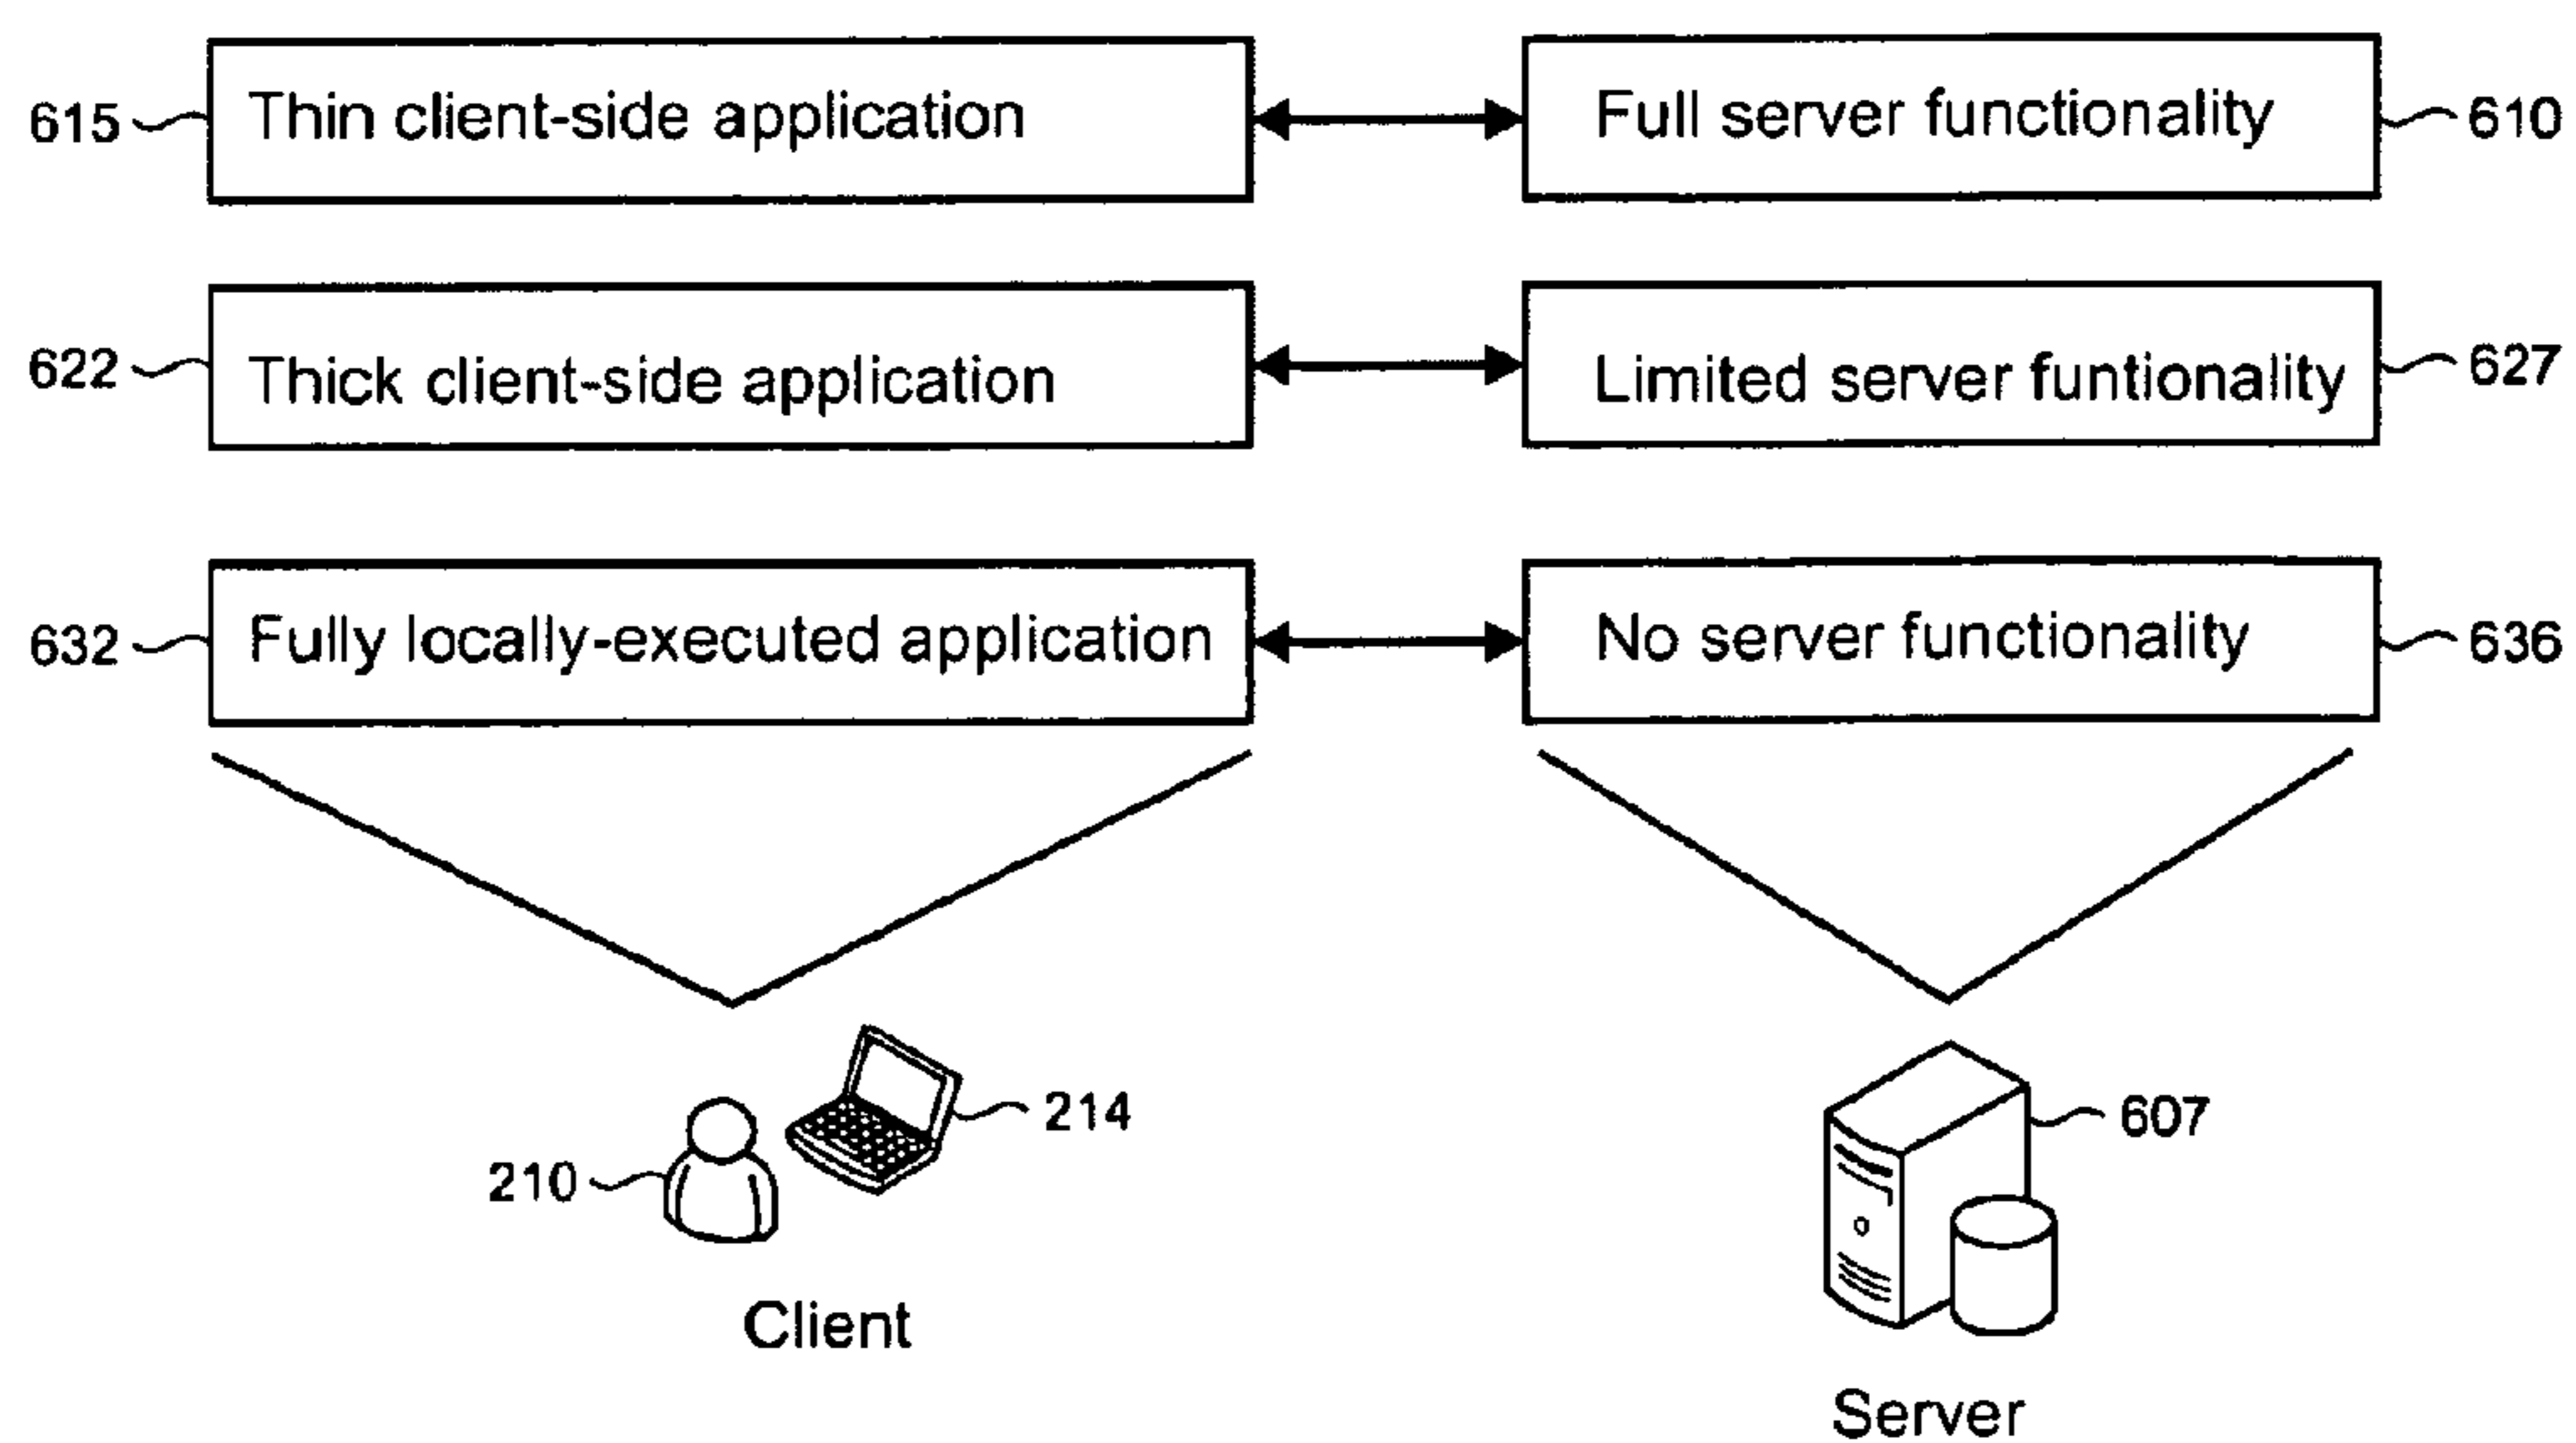 615 Thin client-side application Full server functionality 610
622 Thick client-side application Limited server funtionality 627
632 Fully locally-executed application No server functionality 636
214
607
210
Client
Server